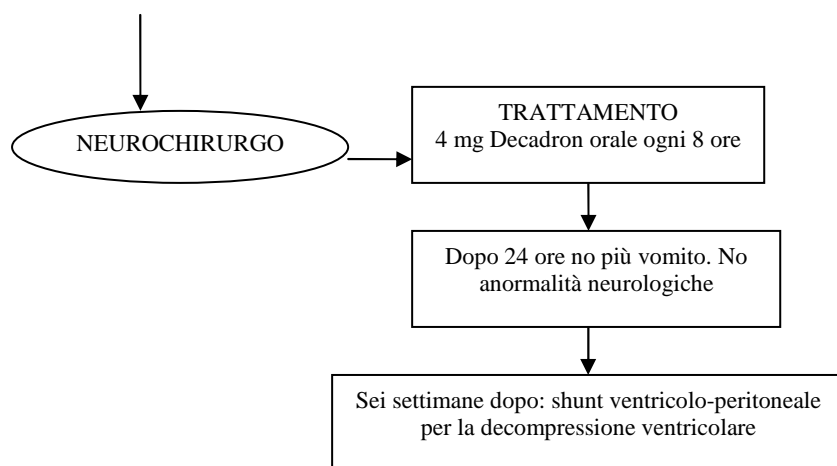 NEUROCHIRURGO
TRATTAMENTO
4 mg Decadron orale ogni 8 ore
Dopo 24 ore no più vomito. No
anormalità neurologiche
Sei settimane dopo: shunt ventricolo-peritoneale
per la decompressione ventricolare